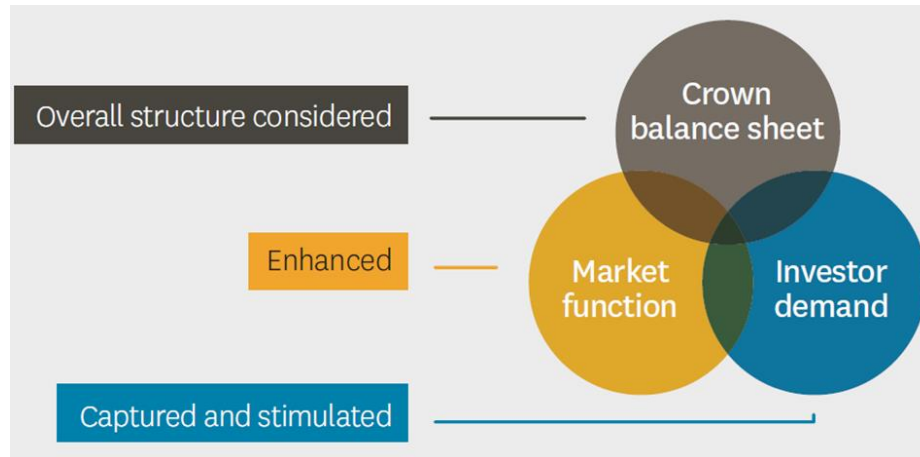 Overall structure considered
Crown
balance sheet
Enhanced
Market
function
Investor
demand
Captured and stimulated